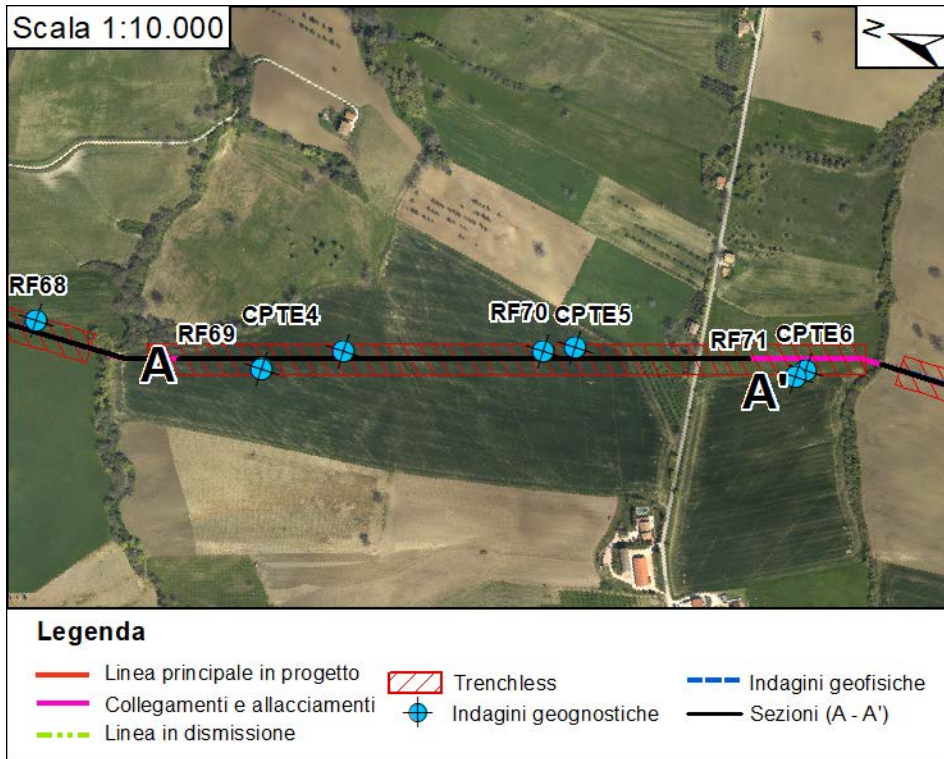 Scala 1:10.000
N
RF68
RF69
CPTE4
RF70
CPTE5
RF71
CPTE6
A
A'
Legenda
Linea principale in progetto
Collegamenti e allacciamenti
Linea in dismissione
Trenchless
Indagini geognostiche
Indagini geofisiche
Sezioni (A - A')